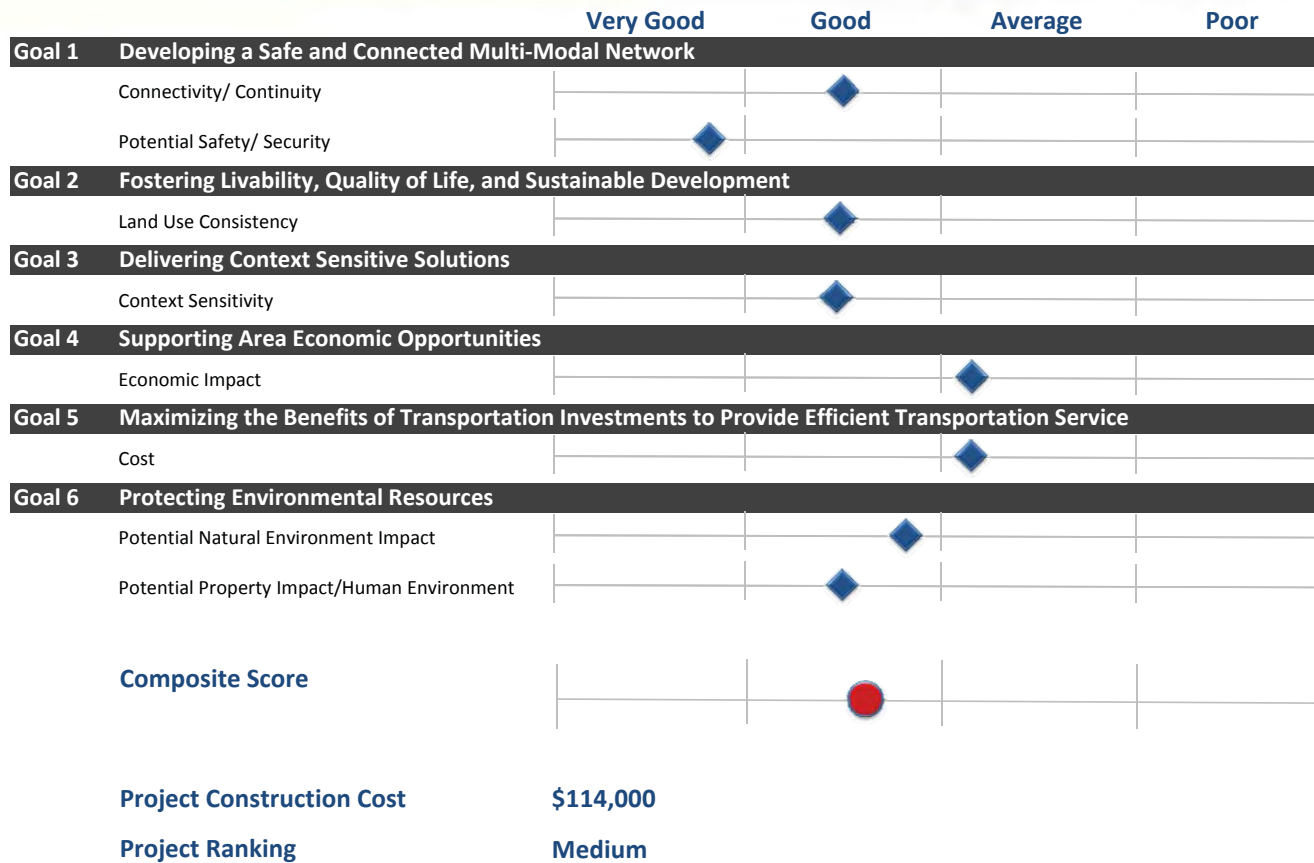 Very Good Good Average Poor
Goal 1 Developing a Safe and Connected Multi-Modal Network
Connectivity/ Continuity
Potential Safety/ Security
Goal 2 Fostering Livability, Quality of Life, and Sustainable Development
Land Use Consistency
Goal 3 Delivering Context Sensitive Solutions
Context Sensitivity
Goal 4 Supporting Area Economic Opportunities
Economic Impact
Goal 5 Maximizing the Benefits of Transportation Investments to Provide Efficient Transportation Service
Cost
Goal 6 Protecting Environmental Resources
Potential Natural Environment Impact
Potential Property Impact/Human Environment
Composite Score
Project Construction Cost $114,000
Project Ranking Medium